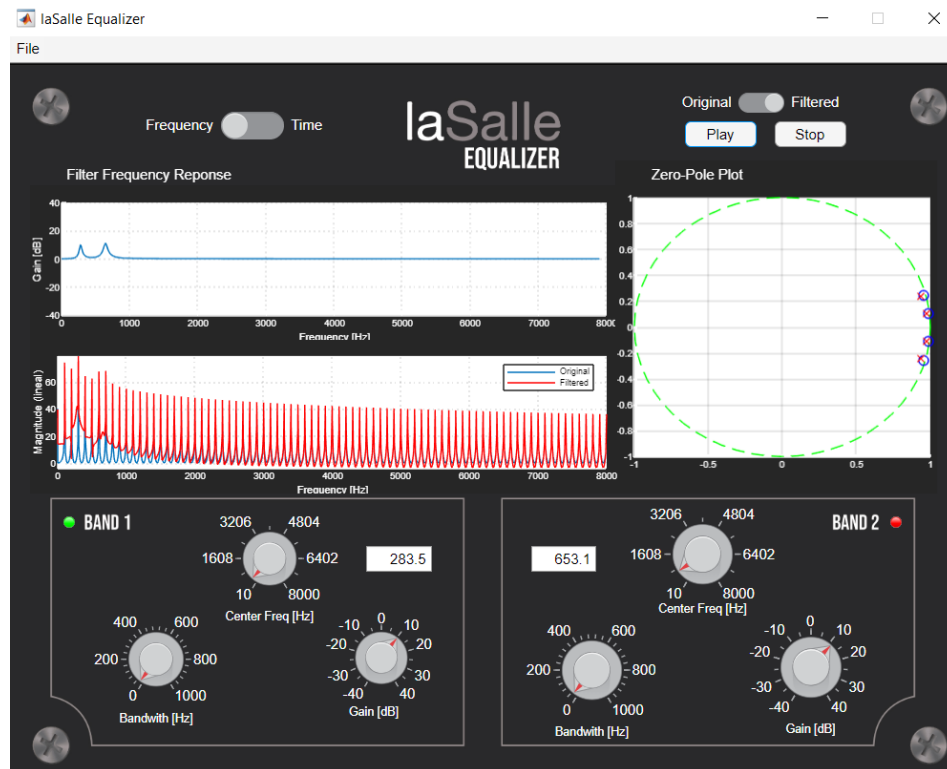 laSalle Equalizer
File
Frequency Time
laSalle
EQUALIZER
Original Filtered
Play Stop
Filter Frequency Reponse
Zero-Pole Plot
40
20
0
-20
-40
Gain [dB]
0 1000 2000 3000 4000 5000 6000 7000 8000
Frequency [Hz]
60
40
20
0
Magnitude (lineal)
Original
Filtered
0 1000 2000 3000 4000 5000 6000 7000 8000
Frequency [Hz]
1
0.8
0.6
0.4
0.2
0
-0.2
-0.4
-0.6
-0.8
-1
-1 -0.5 0 0.5 1
BAND 1
3206 4804
1608 6402
10 8000
Center Freq [Hz]
283.5
400 600
200 800
0 1000
Bandwith [Hz]
-10 0 10
-20 20
-30 30
-40 40
Gain [dB]
BAND 2
653.1
3206 4804
1608 6402
10 8000
Center Freq [Hz]
400 600
200 800
0 1000
Bandwith [Hz]
-10 0 10
-20 20
-30 30
-40 40
Gain [dB]